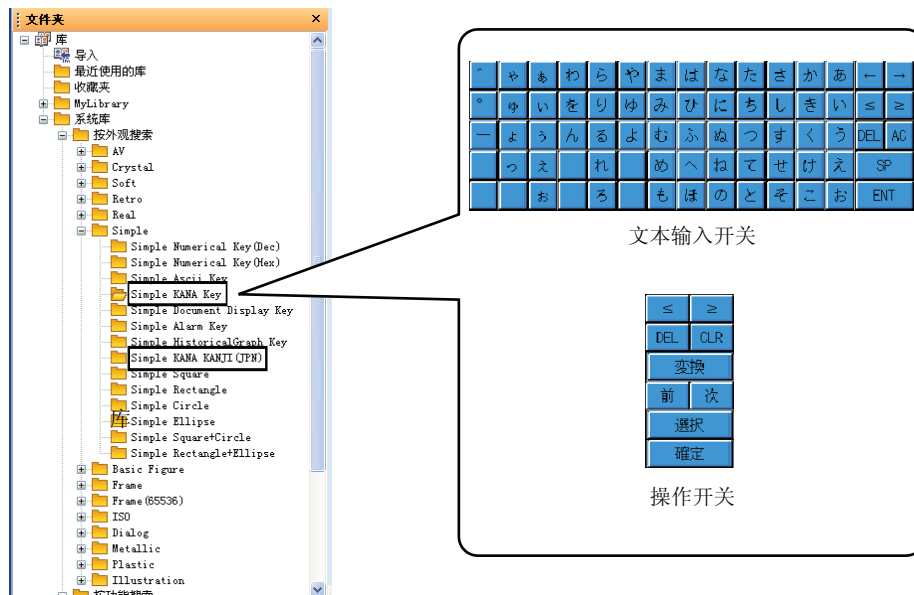 文件夹 ×
库
导入
最近使用的库
收藏夹
MyLibrary
系统库
按外观搜索
AV
Crystal
Soft
Retro
Real
Simple
Simple Numerical Key(Dec)
Simple Numerical Key(Hex)
Simple Ascii Key
Simple KANA Key
Simple Document Display Key
Simple Alarm Key
Simple HistoricalGraph Key
Simple KANA KANJI(JPN)
Simple Square
Simple Rectangle
Simple Circle
库
Simple Ellipse
Simple Square+Circle
Simple Rectangle+Ellipse
Basic Figure
Frame
Frame(65536)
ISO
Dialog
Metallic
Plastic
Illustration
按功能搜索
゛ ゃ ぁ わ ら や ま は な た さ か あ ← →
゜ ゅ ぃ を り ゆ み ひ に ち し き い ≤ ≥
ー ょ ぅ ん る よ む ふ ぬ つ す く う DEL AC
っ ぇ れ め へ ね て せ け え SP
ぉ ろ も ほ の と そ こ お ENT
文本输入开关
≤ ≥
DEL CLR
変換
前 次
選択
確定
操作开关